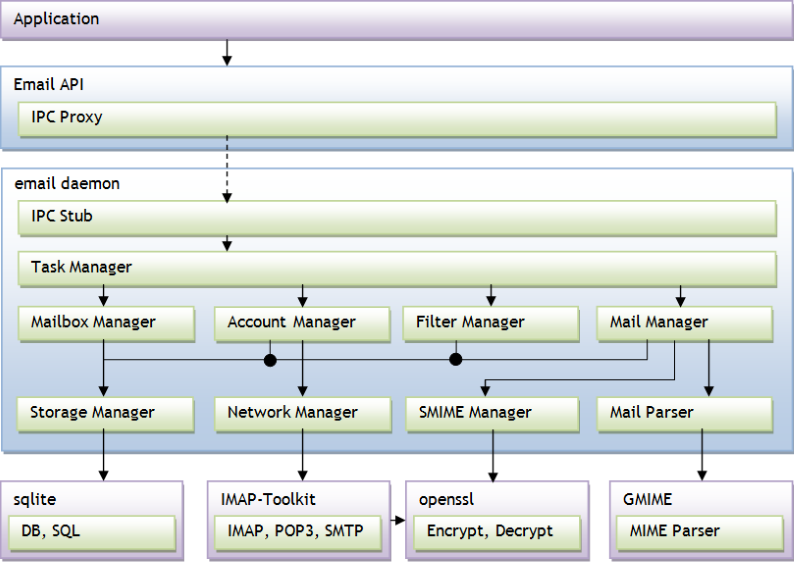 Application
Email API
IPC Proxy
email daemon
IPC Stub
Task Manager
Mailbox Manager
Account Manager
Filter Manager
Mail Manager
Storage Manager
Network Manager
SMIME Manager
Mail Parser
sqlite
DB, SQL
IMAP-Toolkit
IMAP, POP3, SMTP
openssl
Encrypt, Decrypt
GMIME
MIME Parser